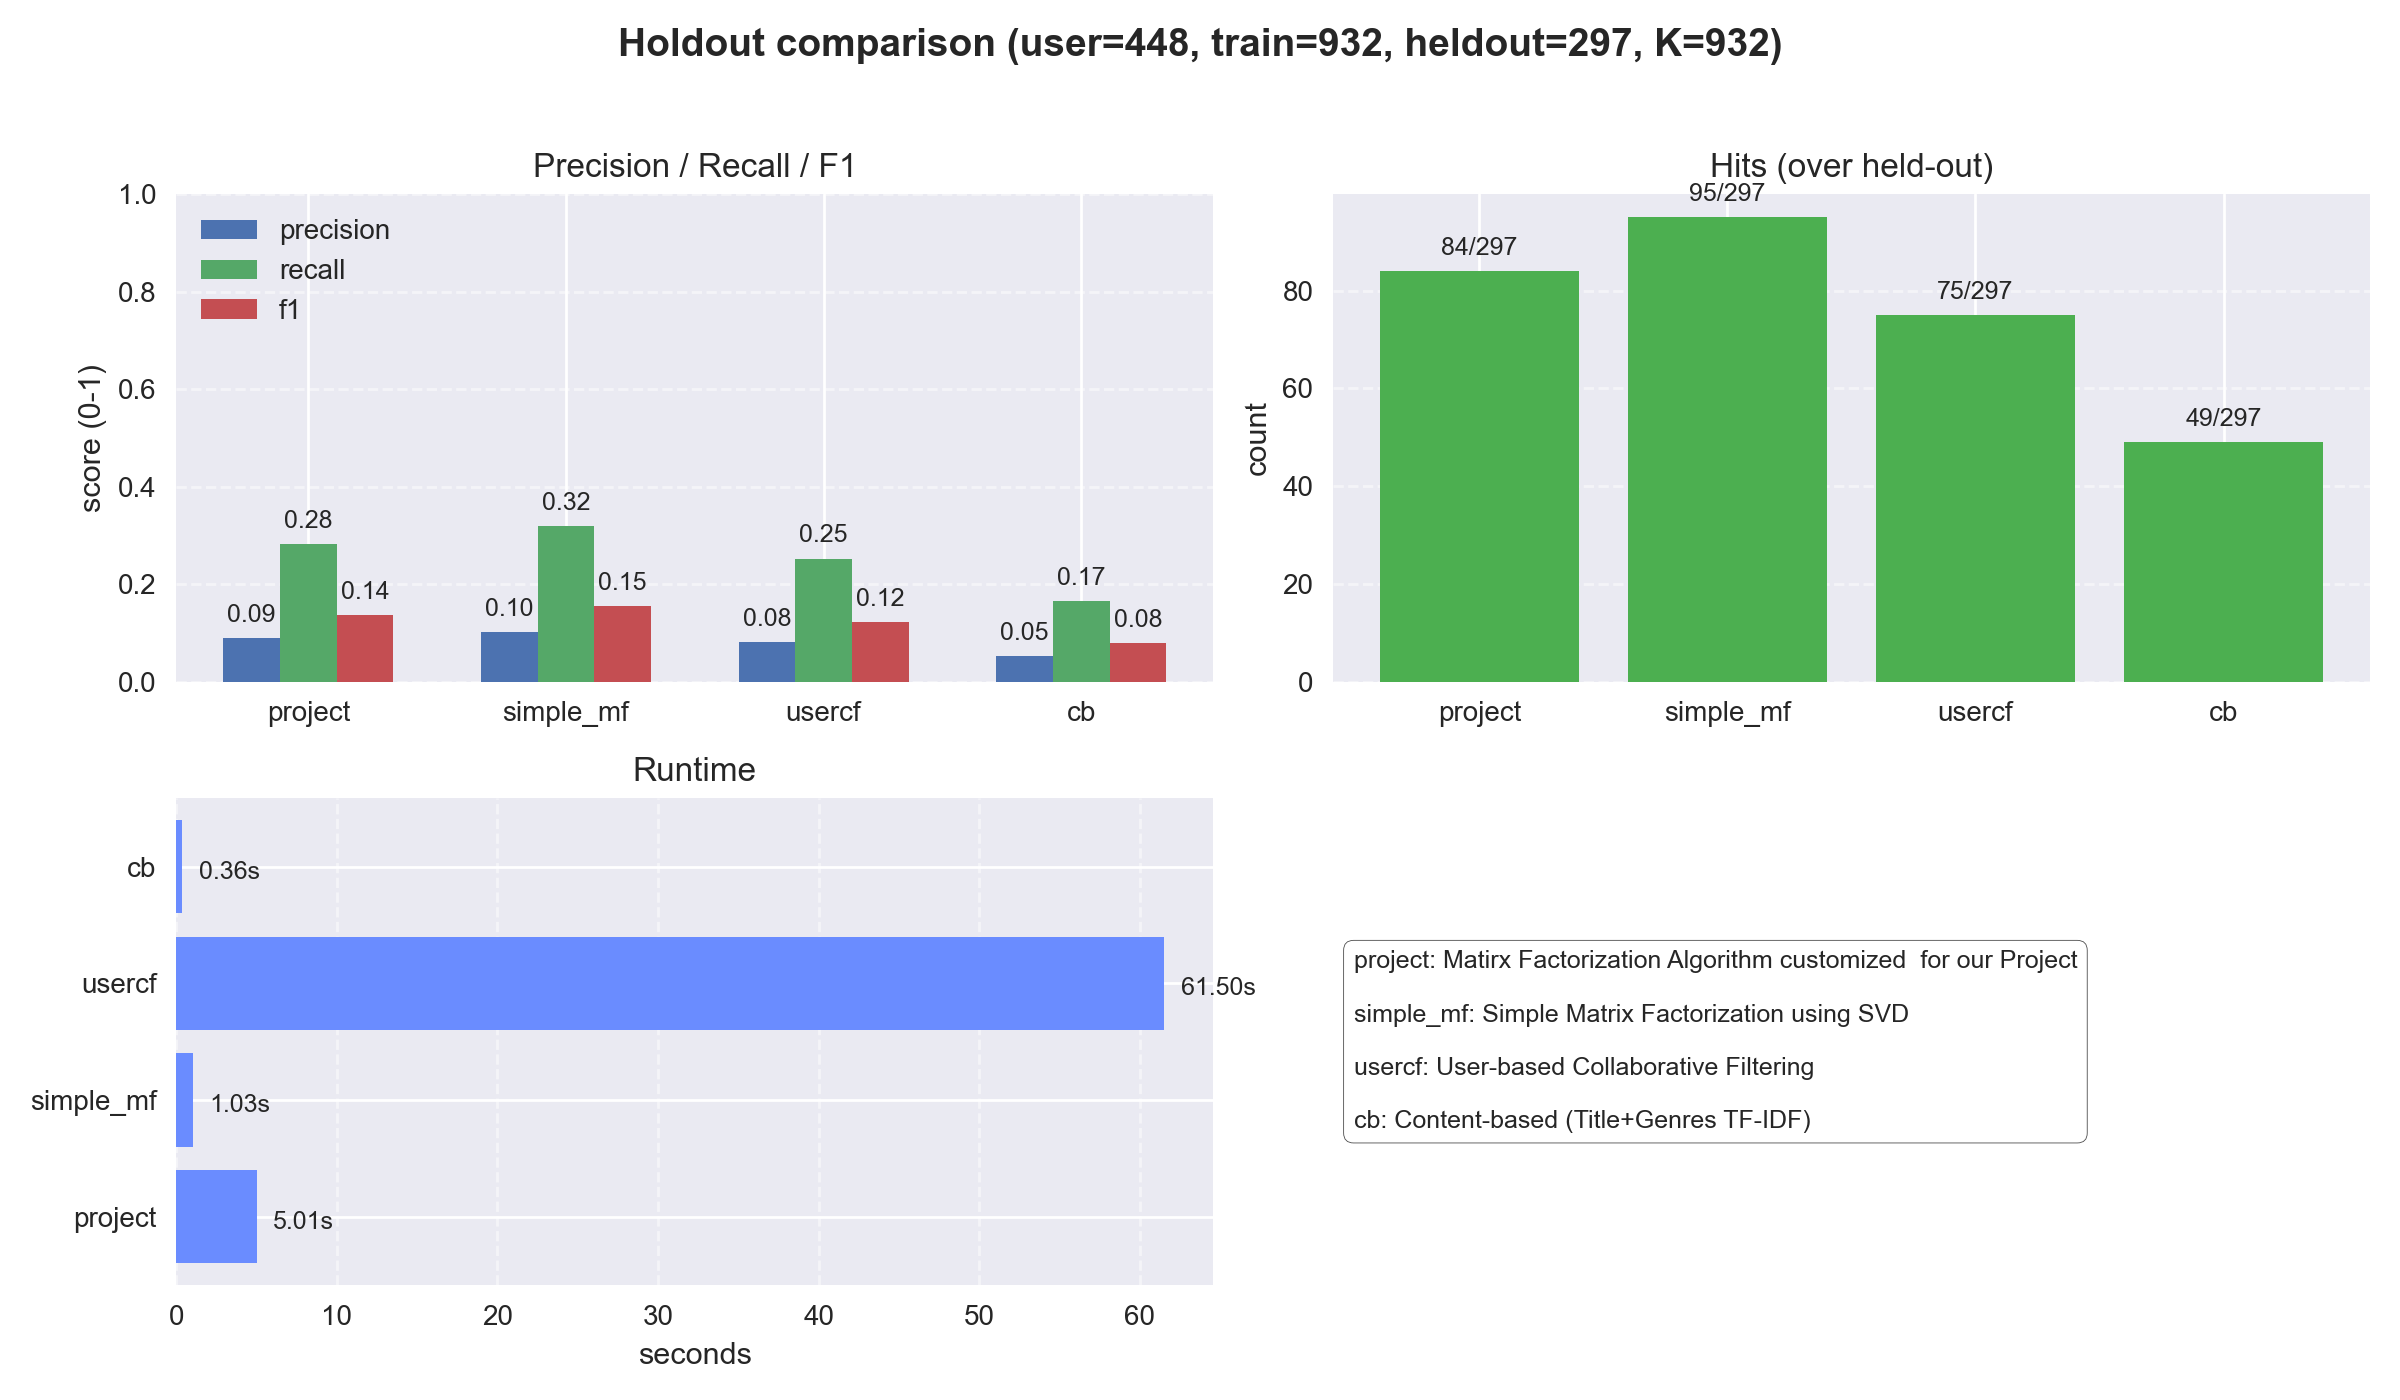 Holdout comparison (user=448, train=932, heldout=297, K=932)
Precision / Recall / F1
1.0
0.8
0.6
0.4
0.2
0.0
score (0-1)
precision
recall
f1
0.09
0.28
0.14
0.10
0.32
0.15
0.08
0.25
0.12
0.05
0.17
0.08
project
simple_mf
usercf
cb
Hits (over held-out)
80
60
40
20
0
count
84/297
95/297
75/297
49/297
project
simple_mf
usercf
cb
Runtime
cb
usercf
simple_mf
project
0.36s
61.50s
1.03s
5.01s
0
10
20
30
40
50
60
seconds
project: Matirx Factorization Algorithm customized  for our Project
simple_mf: Simple Matrix Factorization using SVD
usercf: User-based Collaborative Filtering
cb: Content-based (Title+Genres TF-IDF)